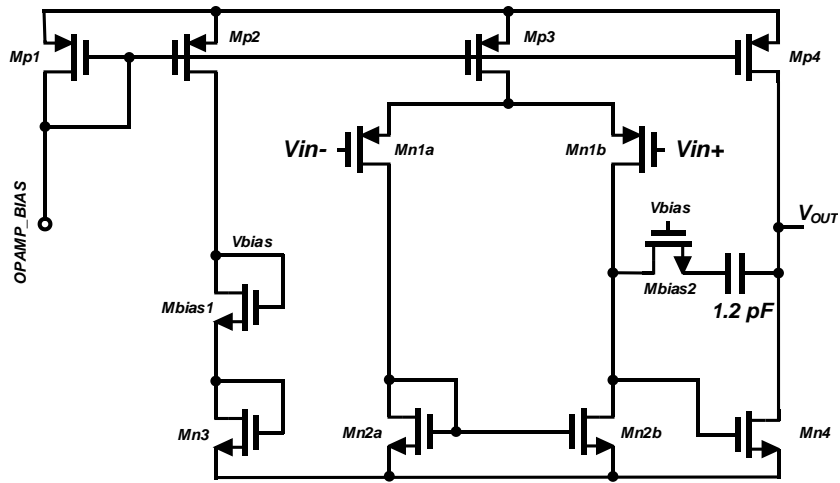 Mp1
Mp2
Mp3
Mp4
Vin-
Mn1a
Mn1b
Vin+
OPAMP_BIAS
Vbias
VOUT
Vbias
Mbias1
Mbias2
1.2 pF
Mn3
Mn2a
Mn2b
Mn4